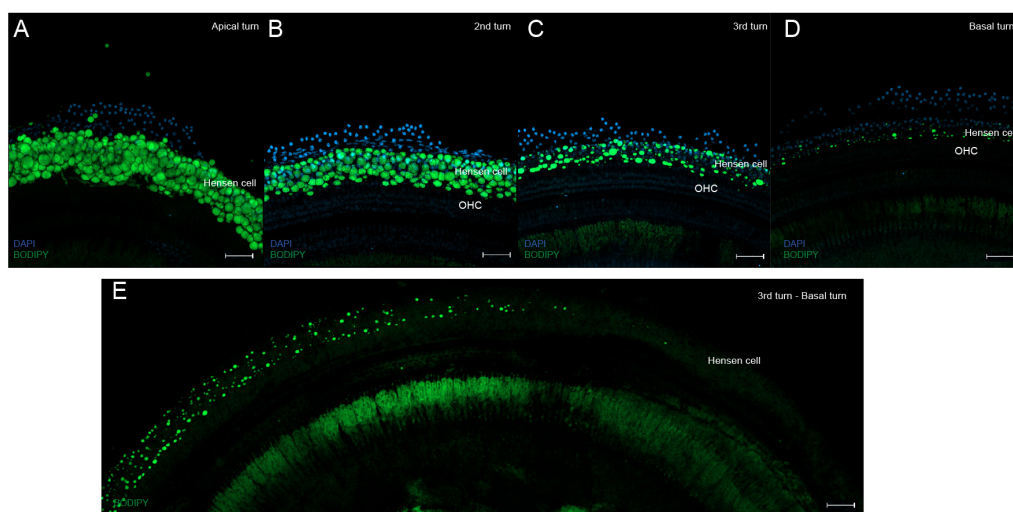 A
Apical turn
Hensen cell
DAPI
BODIPY
B
2nd turn
Hensen cell
OHC
DAPI
BODIPY
C
3rd turn
Hensen cell
OHC
DAPI
BODIPY
D
Basal turn
Hensen cell
OHC
DAPI
BODIPY
E
3rd turn - Basal turn
Hensen cell
BODIPY